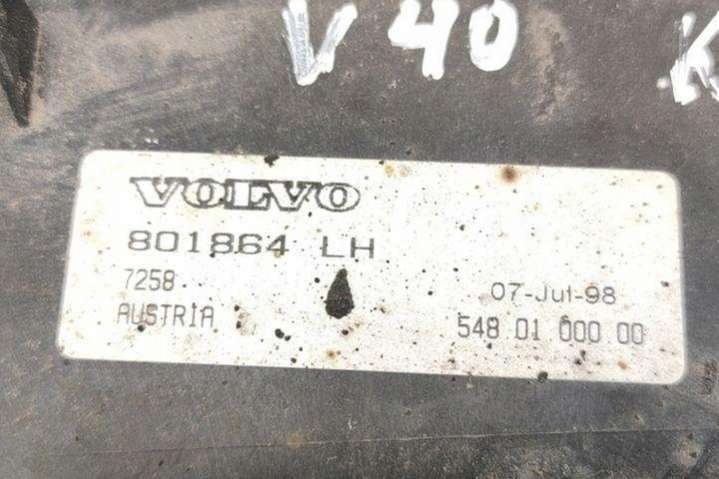 V 40
VOLVO
801864 LH
7258
07-Jul-98
AUSTRIA
548 01 000 00